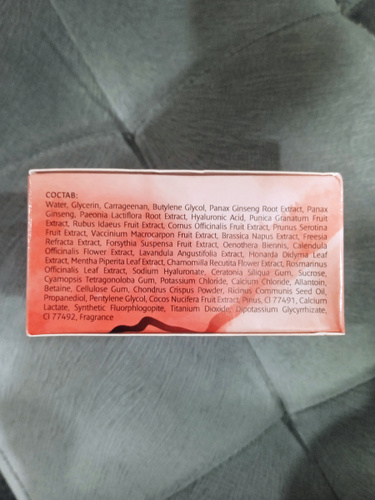 СОСТАВ:
Water, Glycerin, Carrageenan, Butylene Glycol, Panax Ginseng Root Extract, Panax
Ginseng, Paeonia Lactiflora Root Extract, Hyaluronic Acid, Punica Granatum Fruit
Extract, Rubus Idaeus Fruit Extract, Cornus Officinalis Fruit Extract, Prunus Serotina
Fruit Extract, Vaccinium Macrocarpon Fruit Extract, Brassica Napus Extract, Freesia
Refracta Extract, Forsythia Suspensa Fruit Extract, Oenothera Biennis, Calendula
Officinalis Flower Extract, Lavandula Angustifolia Extract, Honarda Didyma Leaf
Extract, Mentha Piperita Leaf Extract, Chamomilla Recutita Flower Extract, Rosmarinus
Officinalis Leaf Extract, Sodium Hyaluronate, Ceratonia Siliqua Gum, Sucrose,
Cyamopsis Tetragonoloba Gum, Potassium Chloride, Calcium Chloride, Allantoin,
Betaine, Cellulose Gum, Chondrus Crispus Powder, Ricinus Communis Seed Oil,
Propanediol, Pentylene Glycol, Cocos Nucifera Fruit Extract, Pinus, CI 77491, Calcium
Lactate, Synthetic Fluorphlogopite, Titanium Dioxide, Dipotassium Glycyrrhizate,
CI 77492, Fragrance